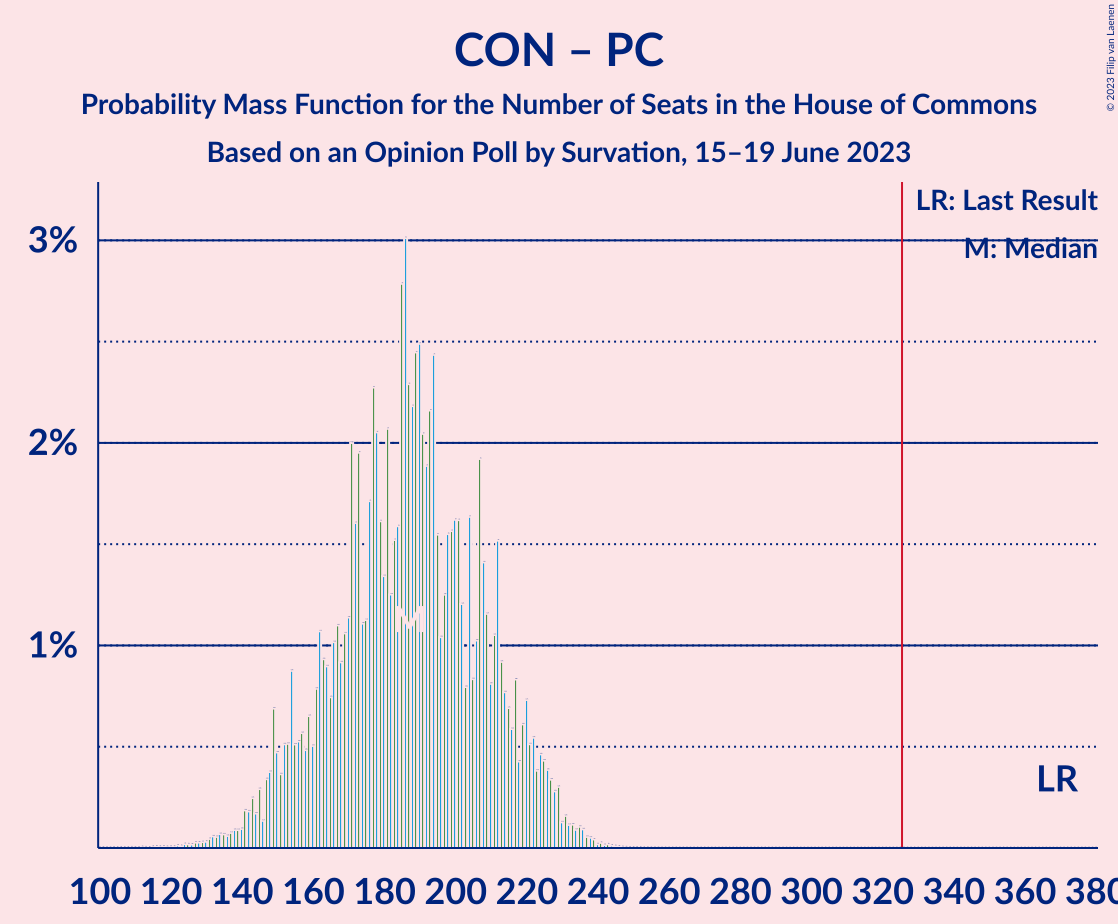 CON – PC
Probability Mass Function for the Number of Seats in the House of Commons
Based on an Opinion Poll by Survation, 15–19 June 2023
© 2023 Filip van Laenen
LR: Last Result
M: Median
3%
2%
1%
M
LR
100 120 140 160 180 200 220 240 260 280 300 320 340 360 380